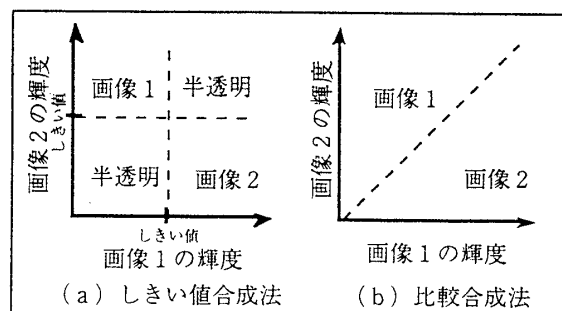 画像2の輝度
しきい値
画像1
半透明
半透明
画像2
しきい値
画像1の輝度
(a) しきい値合成法
画像2の輝度
画像1
画像2
画像1の輝度
(b) 比較合成法